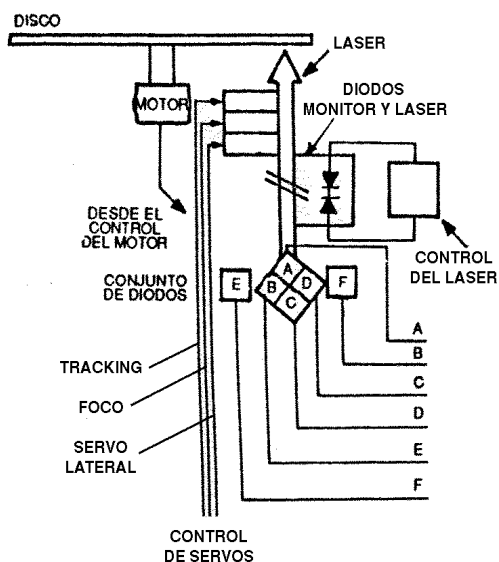 DISCO
LASER
DIODOS
MONITOR Y LASER
MOTOR
DESDE EL
CONTROL
DEL MOTOR
CONTROL
DEL LASER
CONJUNTO
DE DIODOS
E
A
B
D
C
F
A
B
C
D
E
F
TRACKING
FOCO
SERVO
LATERAL
CONTROL
DE SERVOS